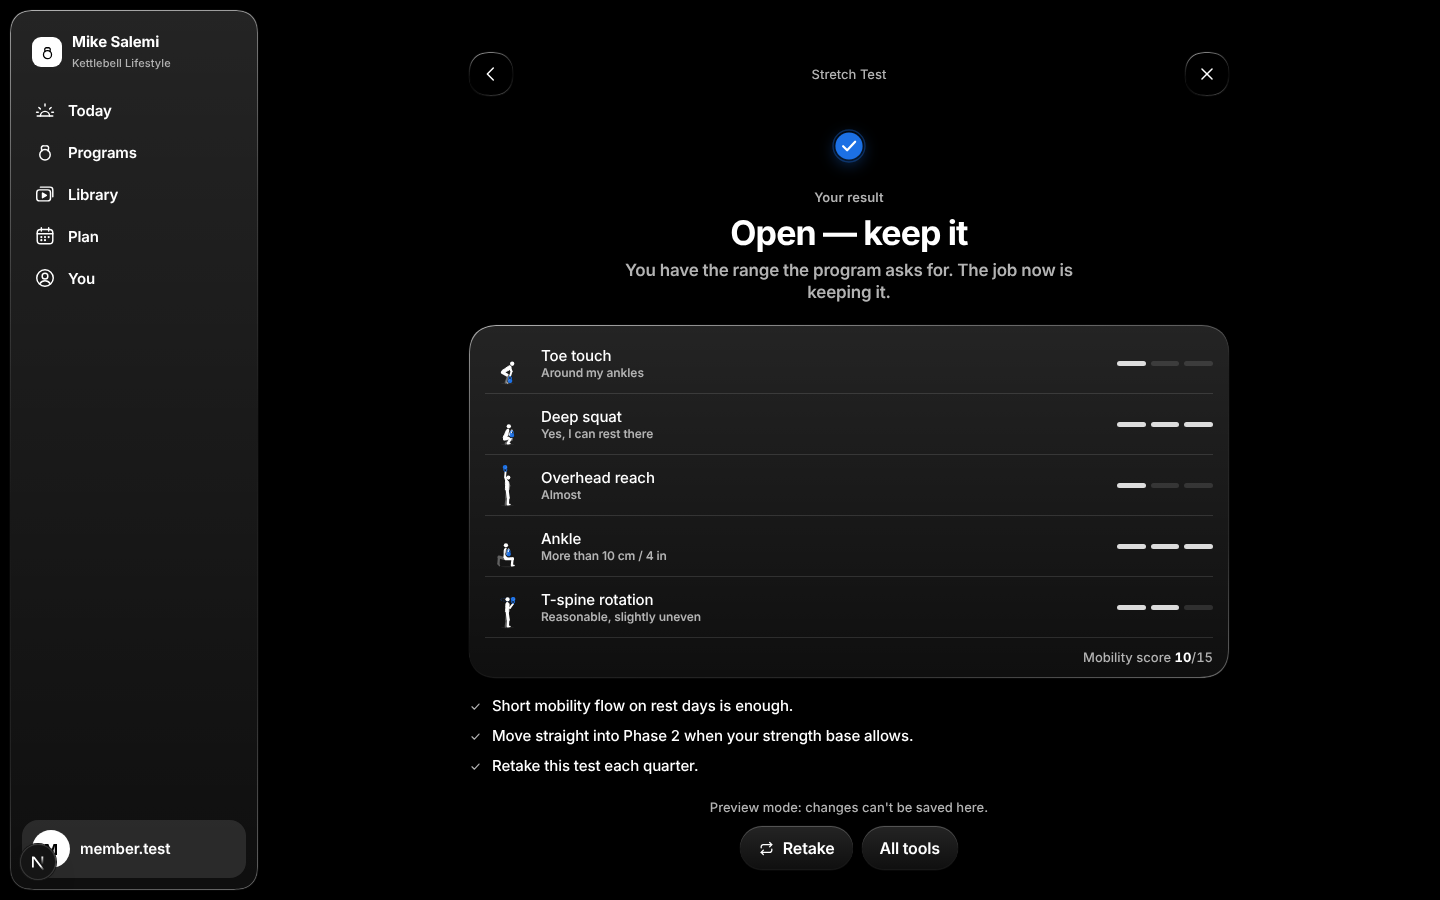 Mike Salemi
Kettlebell Lifestyle
Today
Programs
Library
Plan
You
member.test
N
Stretch Test
Your result
Open — keep it
You have the range the program asks for. The job now is
keeping it.
Toe touch
Around my ankles
Deep squat
Yes, I can rest there
Overhead reach
Almost
Ankle
More than 10 cm / 4 in
T-spine rotation
Reasonable, slightly uneven
Mobility score 10/15
Short mobility flow on rest days is enough.
Move straight into Phase 2 when your strength base allows.
Retake this test each quarter.
Preview mode: changes can't be saved here.
Retake
All tools